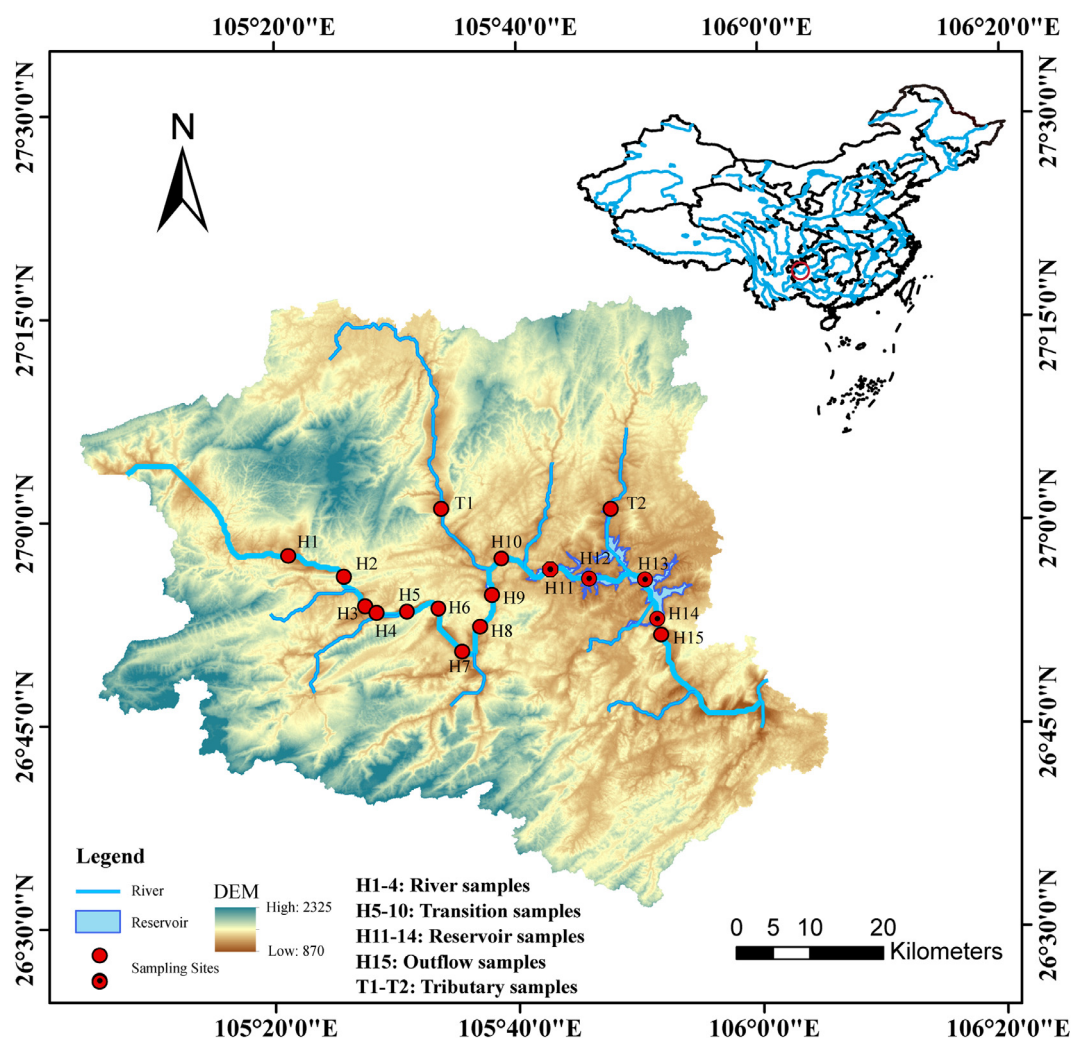 105°20'0"E 105°40'0"E 106°0'0"E 106°20'0"E
27°30'0"N
27°30'0"N
N
27°15'0"N
27°15'0"N
T1
T2
27°0'0"N
27°0'0"N
H1
H10
H12
H2
H11
H13
H3
H4
H5
H6
H9
H8
H14
H15
H7
26°45'0"N
26°45'0"N
Legend
River
Reservoir
Sampling Sites
DEM
High: 2325
Low: 870
H1-4: River samples
H5-10: Transition samples
H11-14: Reservoir samples
H15: Outflow samples
T1-T2: Tributary samples
0 5 10 20
Kilometers
26°30'0"N
26°30'0"N
105°20'0"E 105°40'0"E 106°0'0"E 106°20'0"E